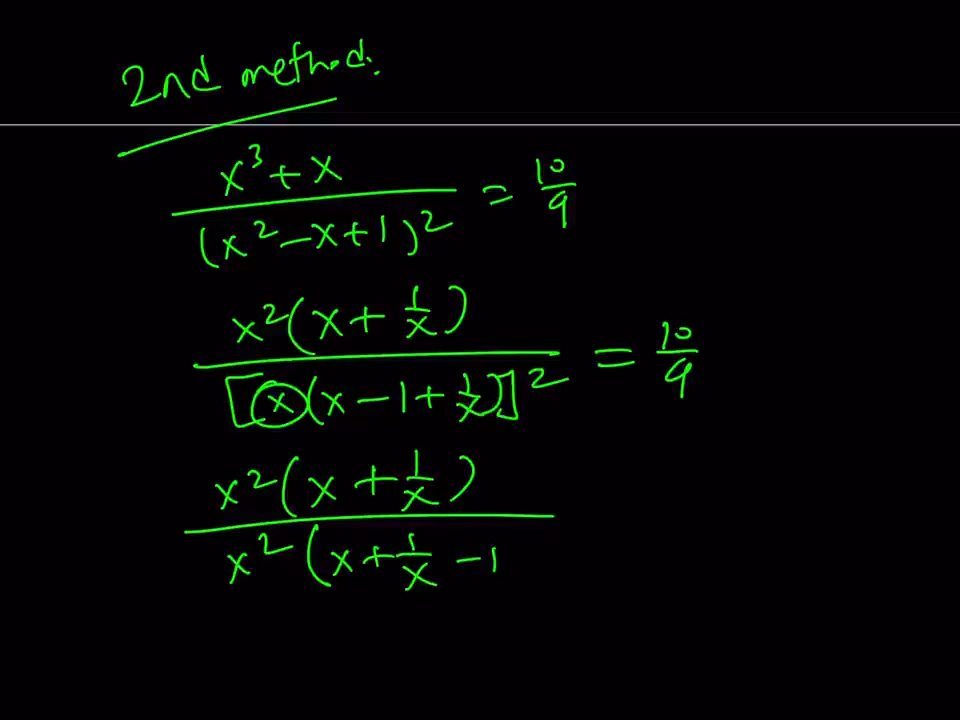 2nd method:
x³ + x / (x² − x + 1)² = 10/9
x²(x + 1/x) / [x(x − 1 + 1/x)]² = 10/9
x²(x + 1/x) / x²(x + 1/x − 1